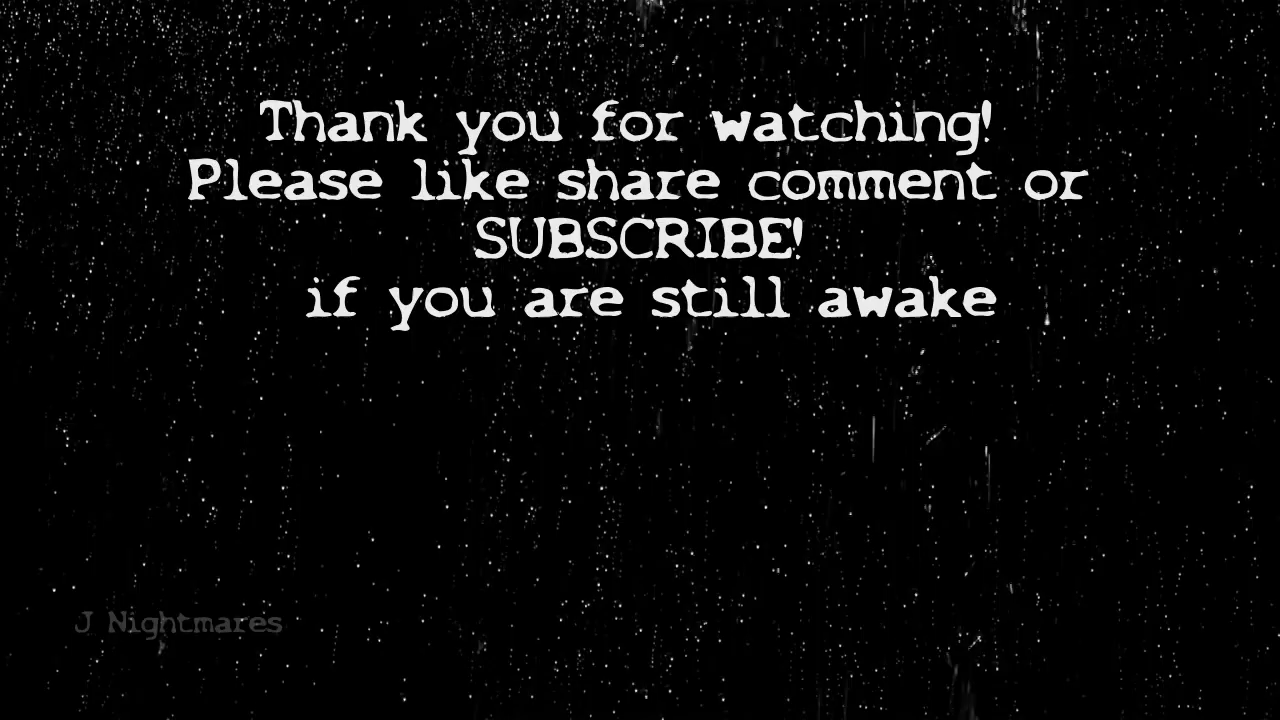 Thank you for watching!
Please like share comment or
SUBSCRIBE!
if you are still awake
J Nightmares